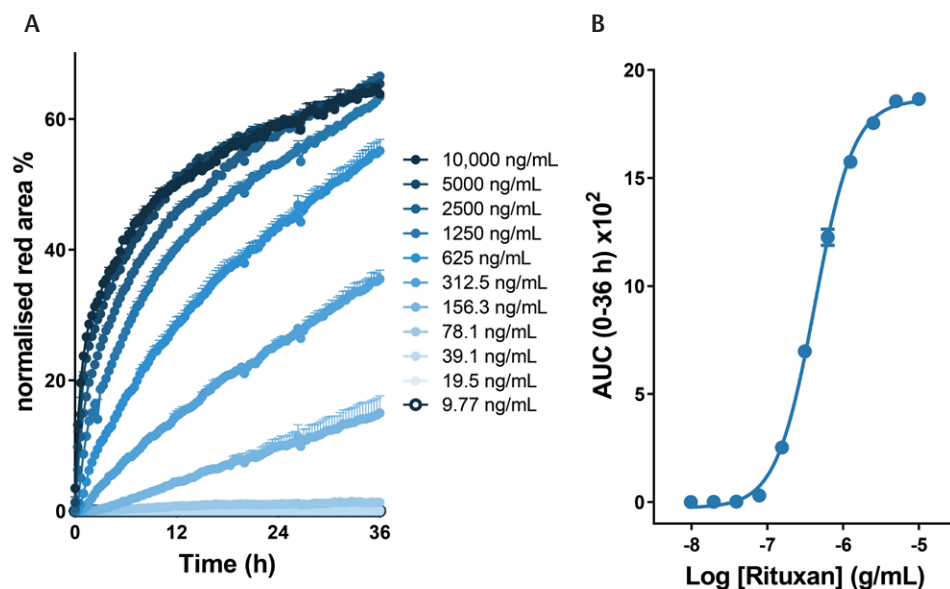 A
normalised red area %
60
40
20
0
0
12
24
36
Time (h)
10,000 ng/mL
5000 ng/mL
2500 ng/mL
1250 ng/mL
625 ng/mL
312.5 ng/mL
156.3 ng/mL
78.1 ng/mL
39.1 ng/mL
19.5 ng/mL
9.77 ng/mL
B
AUC (0-36 h) x10²
20
15
10
5
0
-8
-7
-6
-5
Log [Rituxan] (g/mL)